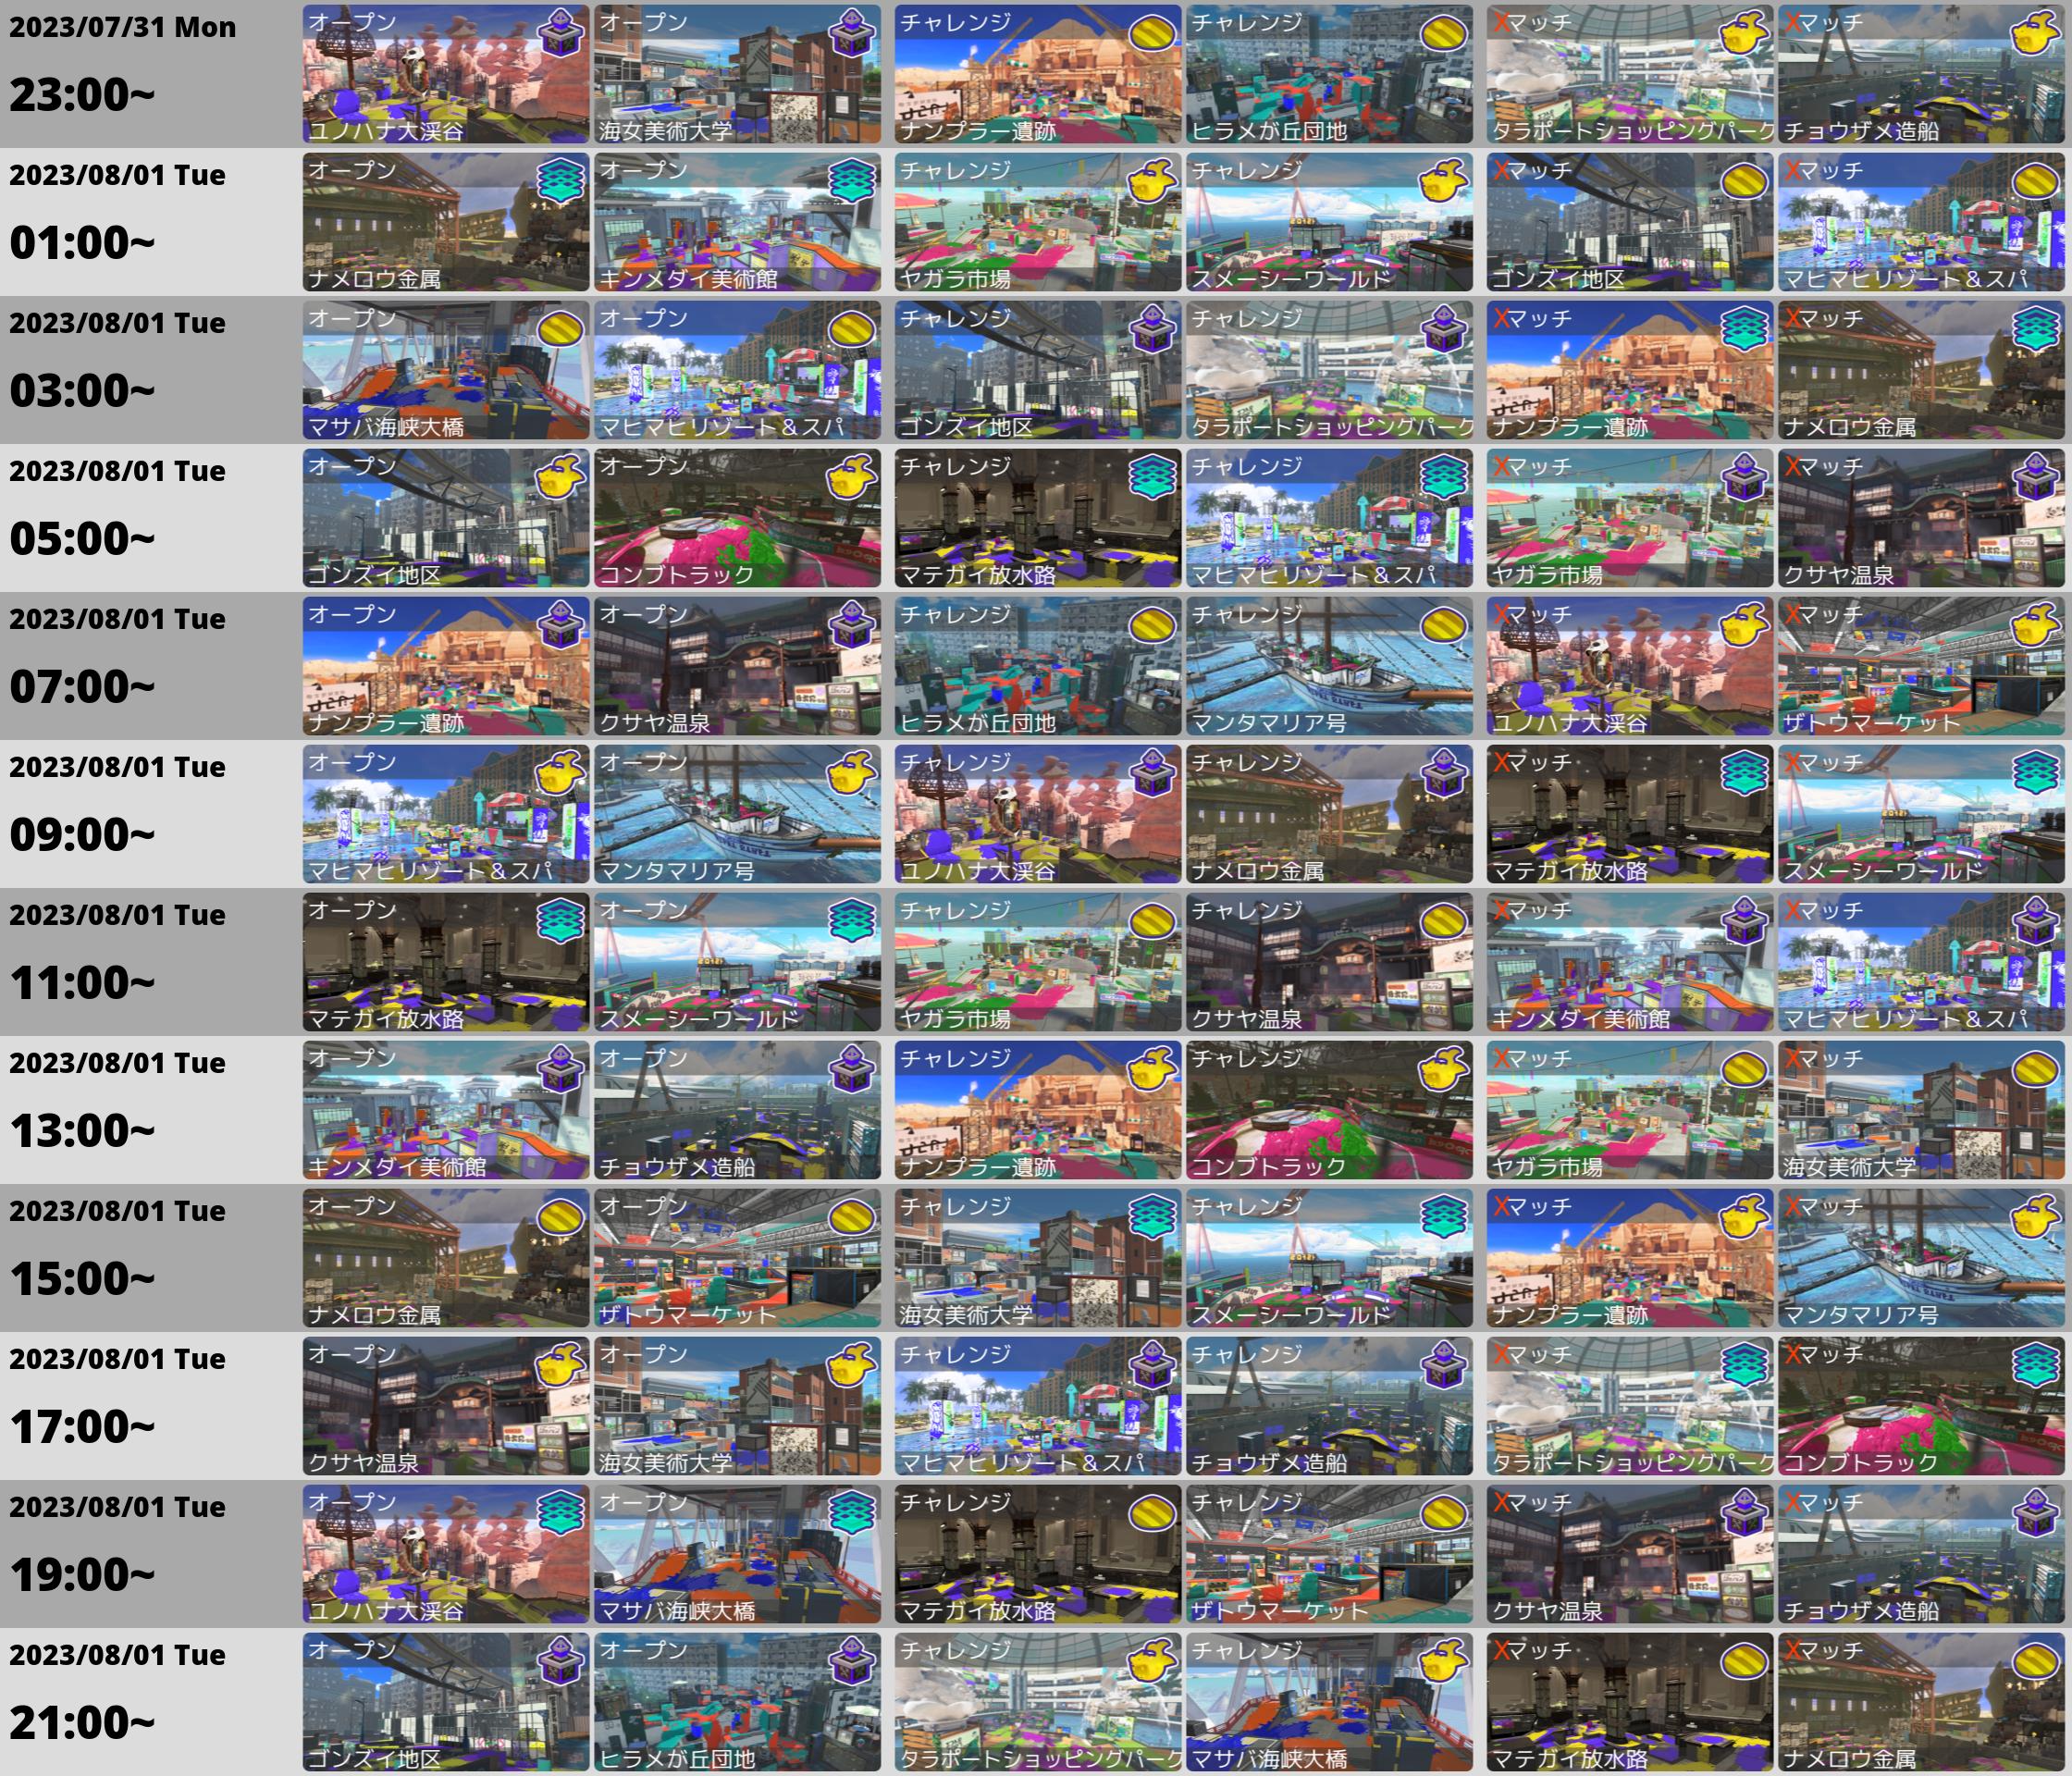 2023/07/31 Mon
23:00~
オープン
ユノハナ大渓谷
オープン
海女美術大学
チャレンジ
ナンプラー遺跡
チャレンジ
ヒラメが丘団地
Xマッチ
タラポートショッピングパーク
Xマッチ
チョウザメ造船
2023/08/01 Tue
01:00~
オープン
ナメロウ金属
オープン
キンメダイ美術館
チャレンジ
ヤガラ市場
チャレンジ
スメーシーワールド
Xマッチ
ゴンズイ地区
Xマッチ
マヒマヒリゾート＆スパ
2023/08/01 Tue
03:00~
オープン
マサバ海峡大橋
オープン
マヒマヒリゾート＆スパ
チャレンジ
ゴンズイ地区
チャレンジ
タラポートショッピングパーク
Xマッチ
ナンプラー遺跡
Xマッチ
ナメロウ金属
2023/08/01 Tue
05:00~
オープン
ゴンズイ地区
オープン
コンブトラック
チャレンジ
マテガイ放水路
チャレンジ
マヒマヒリゾート＆スパ
Xマッチ
ヤガラ市場
Xマッチ
クサヤ温泉
2023/08/01 Tue
07:00~
オープン
ナンプラー遺跡
オープン
クサヤ温泉
チャレンジ
ヒラメが丘団地
チャレンジ
マンタマリア号
Xマッチ
ユノハナ大渓谷
Xマッチ
ザトウマーケット
2023/08/01 Tue
09:00~
オープン
マヒマヒリゾート＆スパ
オープン
マンタマリア号
チャレンジ
ユノハナ大渓谷
チャレンジ
ナメロウ金属
Xマッチ
マテガイ放水路
Xマッチ
スメーシーワールド
2023/08/01 Tue
11:00~
オープン
マテガイ放水路
オープン
スメーシーワールド
チャレンジ
ヤガラ市場
チャレンジ
クサヤ温泉
Xマッチ
キンメダイ美術館
Xマッチ
マヒマヒリゾート＆スパ
2023/08/01 Tue
13:00~
オープン
キンメダイ美術館
オープン
チョウザメ造船
チャレンジ
ナンプラー遺跡
チャレンジ
コンブトラック
Xマッチ
ヤガラ市場
Xマッチ
海女美術大学
2023/08/01 Tue
15:00~
オープン
ナメロウ金属
オープン
ザトウマーケット
チャレンジ
海女美術大学
チャレンジ
スメーシーワールド
Xマッチ
ナンプラー遺跡
Xマッチ
マンタマリア号
2023/08/01 Tue
17:00~
オープン
クサヤ温泉
オープン
海女美術大学
チャレンジ
マヒマヒリゾート＆スパ
チャレンジ
チョウザメ造船
Xマッチ
タラポートショッピングパーク
Xマッチ
コンブトラック
2023/08/01 Tue
19:00~
オープン
ユノハナ大渓谷
オープン
マサバ海峡大橋
チャレンジ
マテガイ放水路
チャレンジ
ザトウマーケット
Xマッチ
クサヤ温泉
Xマッチ
チョウザメ造船
2023/08/01 Tue
21:00~
オープン
ゴンズイ地区
オープン
ヒラメが丘団地
チャレンジ
タラポートショッピングパーク
チャレンジ
マサバ海峡大橋
Xマッチ
マテガイ放水路
Xマッチ
ナメロウ金属